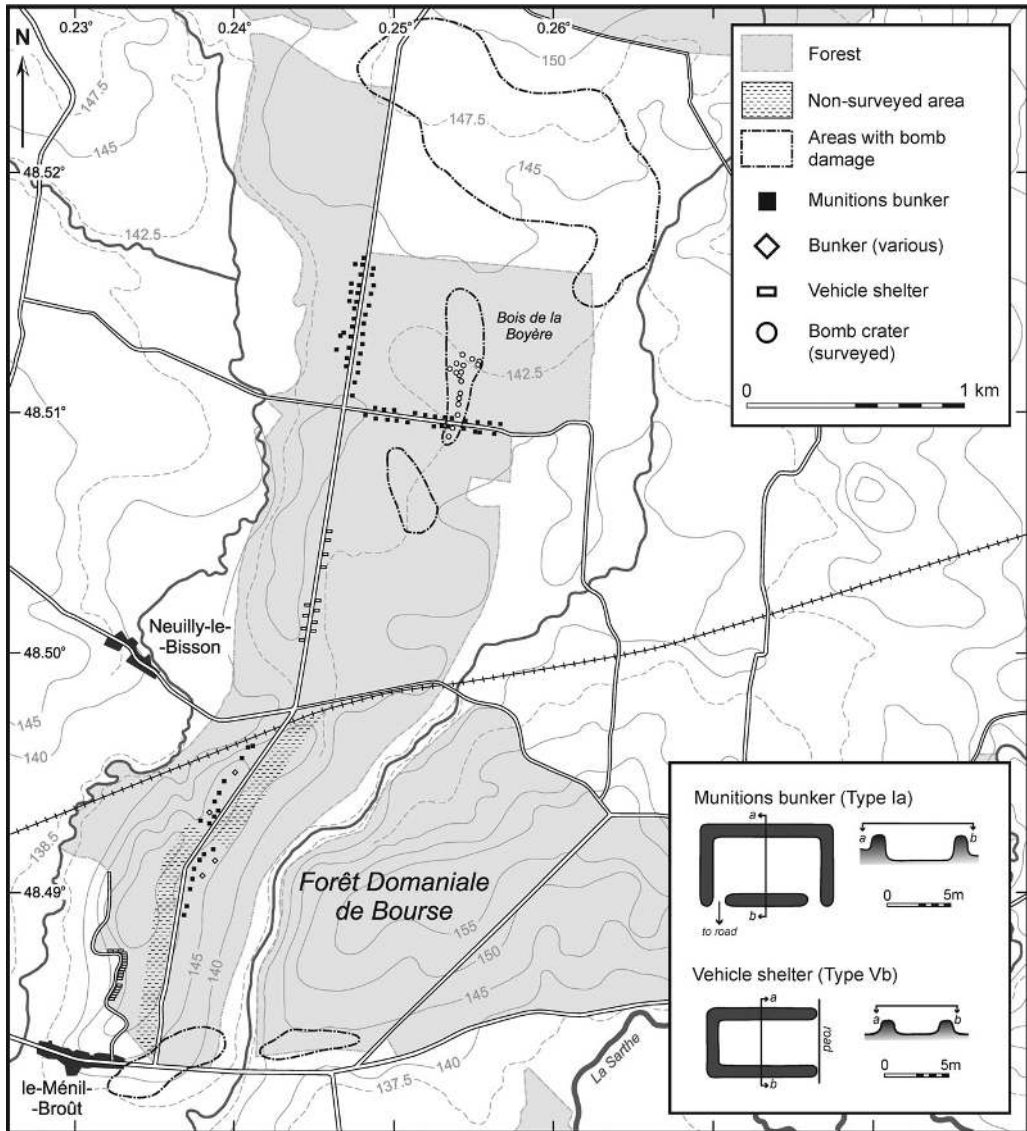 0.23°
0.24°
0.25°
0.26°
N
48.52°
48.51°
48.50°
48.49°
147.5
145
142.5
150
147.5
145
142.5
145
140
138.5
145
140
155
150
145
140
137.5
Bois de la
Boyère
Neuilly-le-
-Bisson
Forêt Domaniale
de Bourse
le-Ménil-
-Broût
La Sarthe
Forest
Non-surveyed area
Areas with bomb
damage
Munitions bunker
Bunker (various)
Vehicle shelter
Bomb crater
(surveyed)
0 1 km
Munitions bunker (Type Ia)
a
b
to road
a b
0 5m
Vehicle shelter (Type Vb)
a
b
road
a b
0 5m